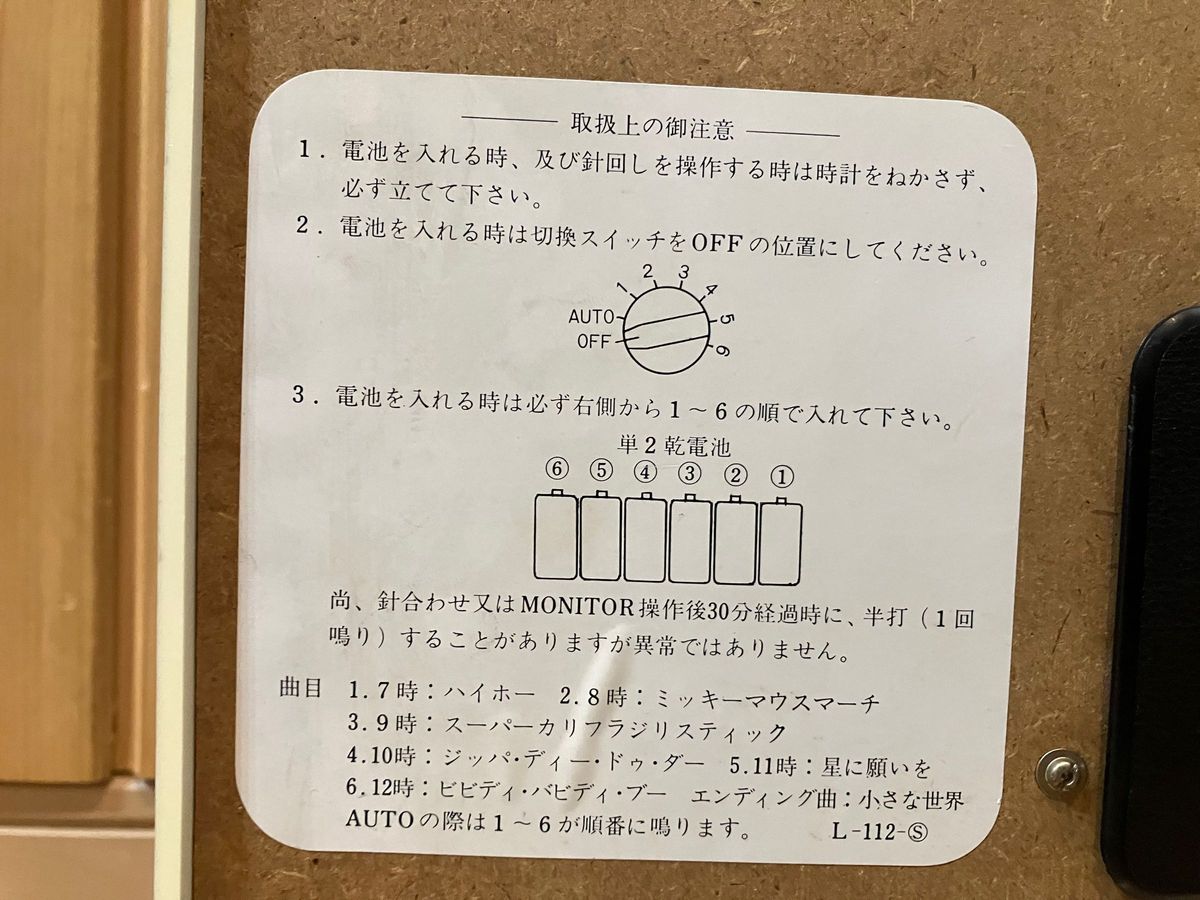 取扱上の御注意
1. 電池を入れる時、及び針回しを操作する時は時計をねかさず、
必ず立てて下さい。
2. 電池を入れる時は切換スイッチをOFFの位置にしてください。
AUTO 1 2 3 4 5 6
OFF
3. 電池を入れる時は必ず右側から1～6の順で入れて下さい。
単2乾電池
⑥ ⑤ ④ ③ ② ①
尚、針合わせ又はMONITOR操作後30分経過時に、半打（1回
鳴り）することがありますが異常ではありません。
曲目 1.7時：ハイホー 2.8時：ミッキーマウスマーチ
3.9時：スーパーカリフラジリスティック
4.10時：ジッパ・ディー・ドゥ・ダー 5.11時：星に願いを
6.12時：ビビディ・バビディ・ブー エンディング曲：小さな世界
AUTOの際は1～6が順番に鳴ります。 L-112-Ⓢ